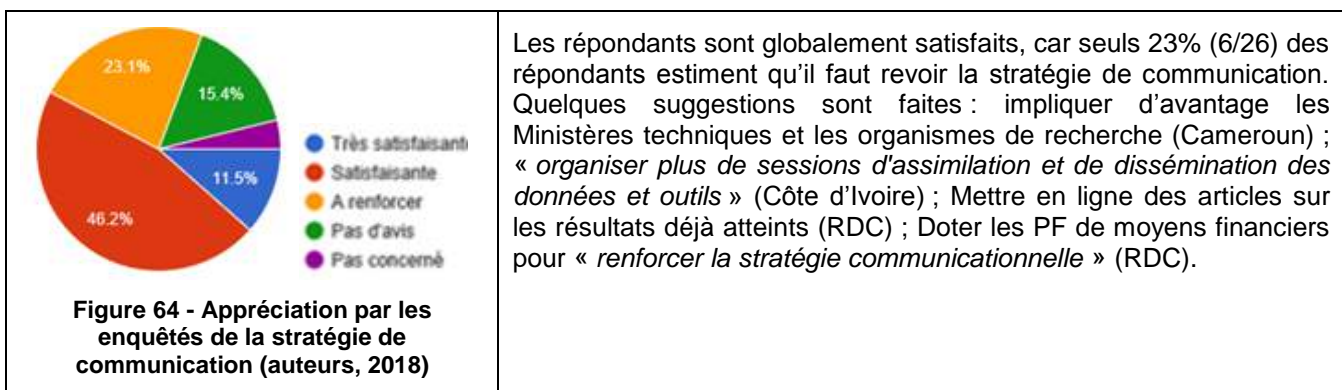 23.1%
15.4%
11.5%
46.2%
Très satisfaisant
Satisfaisante
A renforcer
Pas d'avis
Pas concerné
Figure 64 - Appréciation par les
enquêtés de la stratégie de
communication (auteurs, 2018)
Les répondants sont globalement satisfaits, car seuls 23% (6/26) des
répondants estiment qu’il faut revoir la stratégie de communication.
Quelques suggestions sont faites : impliquer d’avantage les
Ministères techniques et les organismes de recherche (Cameroun) ;
« organiser plus de sessions d'assimilation et de dissémination des
données et outils » (Côte d’Ivoire) ; Mettre en ligne des articles sur
les résultats déjà atteints (RDC) ; Doter les PF de moyens financiers
pour « renforcer la stratégie communicationnelle » (RDC).